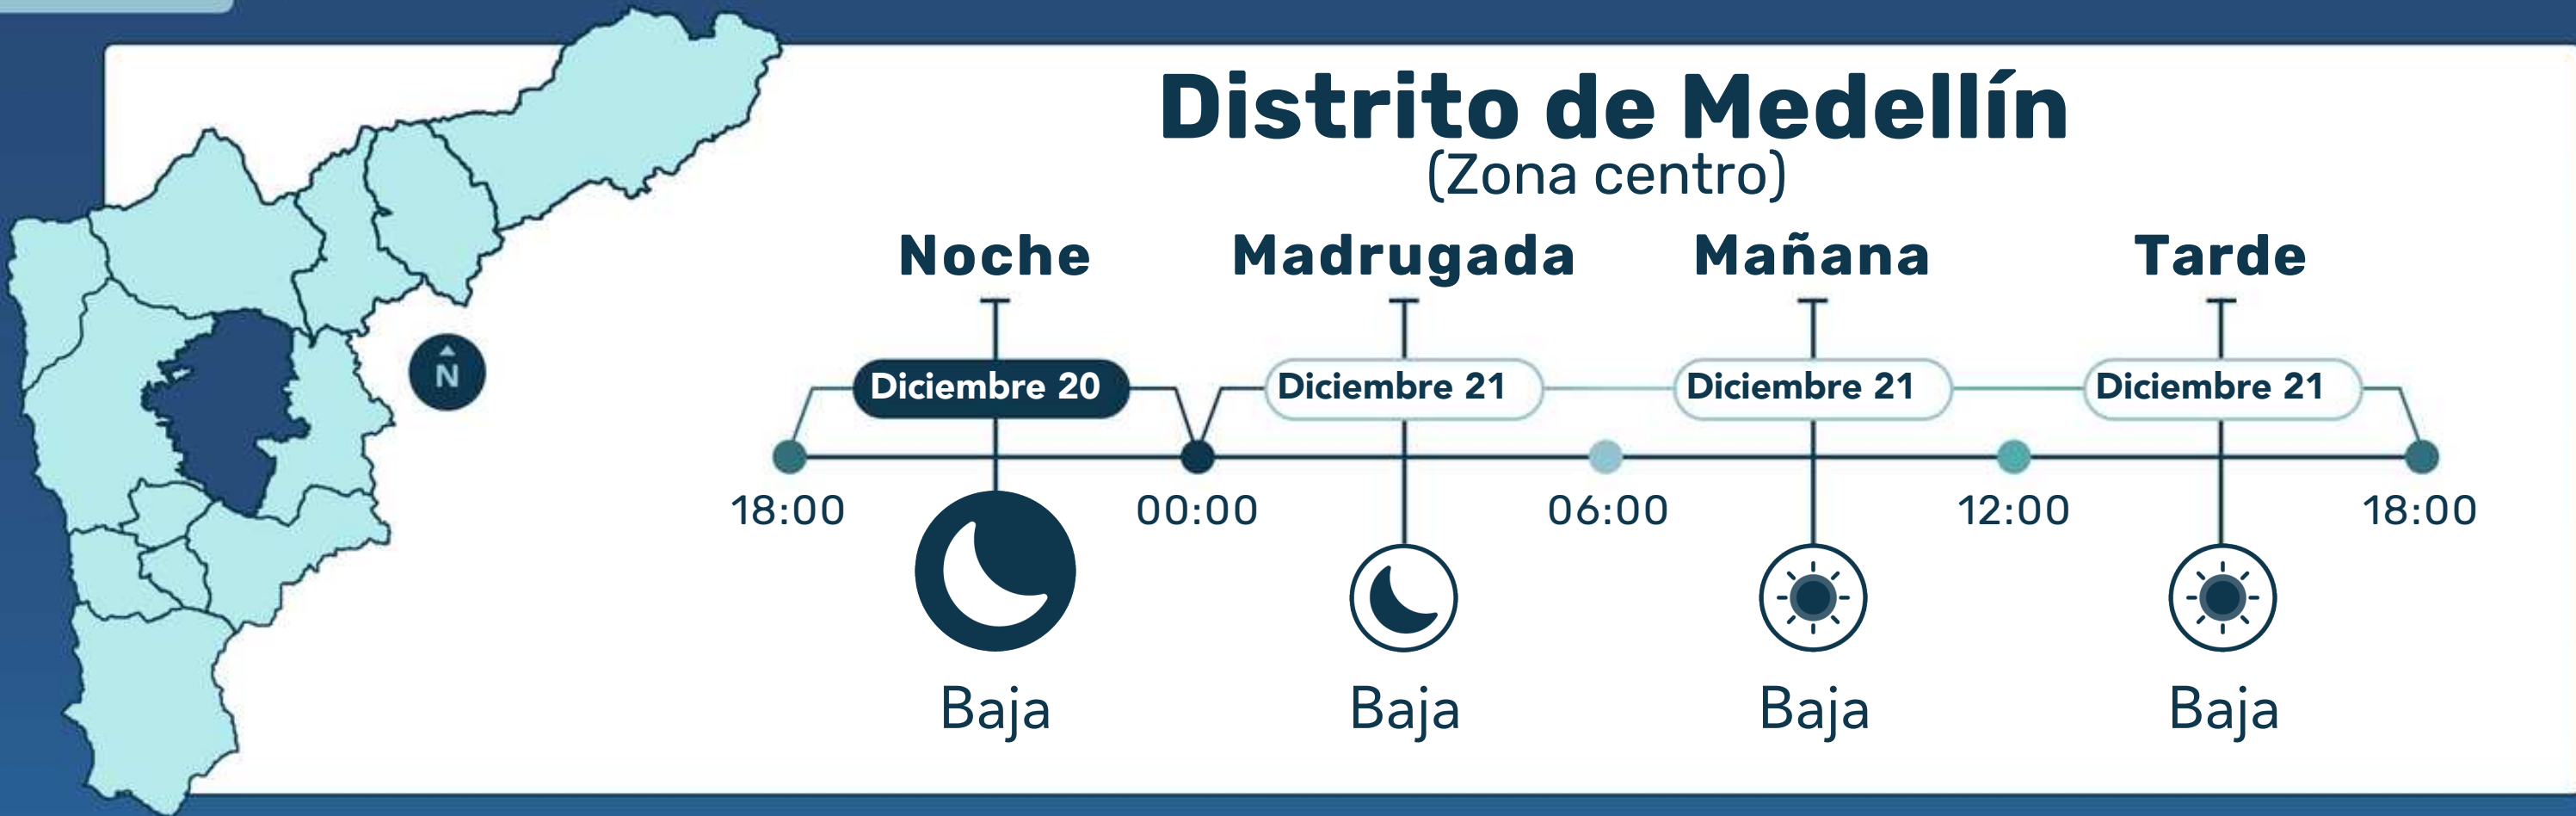 Distrito de Medellín
(Zona centro)
Noche Madrugada Mañana Tarde
N
Diciembre 20 Diciembre 21 Diciembre 21 Diciembre 21
18:00 00:00 06:00 12:00 18:00
Baja Baja Baja Baja